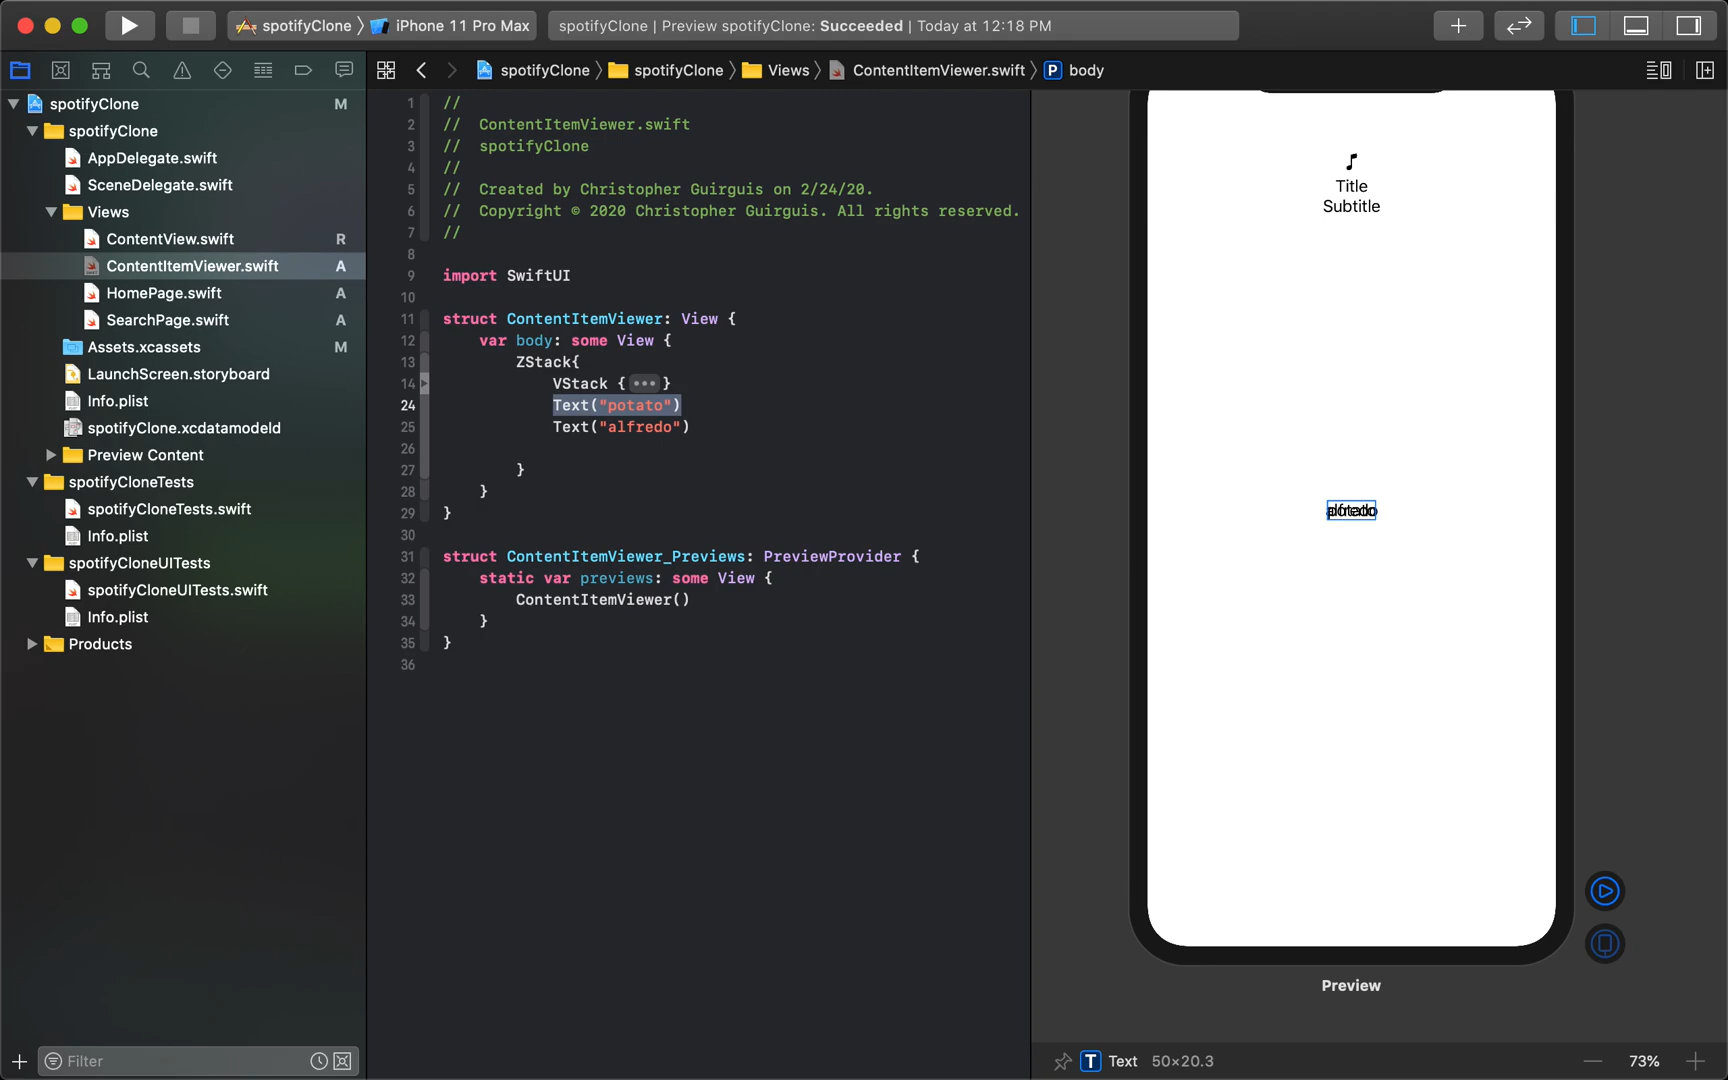 spotifyClone
iPhone 11 Pro Max
spotifyClone | Preview spotifyClone: Succeeded | Today at 12:18 PM
spotifyClone
spotifyClone
Views
ContentItemViewer.swift
P
body
spotifyClone M
spotifyClone
AppDelegate.swift
SceneDelegate.swift
Views
ContentView.swift R
ContentItemViewer.swift A
HomePage.swift A
SearchPage.swift A
Assets.xcassets M
LaunchScreen.storyboard
Info.plist
spotifyClone.xcdatamodeld
Preview Content
spotifyCloneTests
spotifyCloneTests.swift
Info.plist
spotifyCloneUITests
spotifyCloneUITests.swift
Info.plist
Products
Filter
1 //
2 // ContentItemViewer.swift
3 // spotifyClone
4 //
5 // Created by Christopher Guirguis on 2/24/20.
6 // Copyright © 2020 Christopher Guirguis. All rights reserved.
7 //
8
9 import SwiftUI
10
11 struct ContentItemViewer: View {
12 var body: some View {
13 ZStack{
14 VStack {•••}
24 Text("potato")
25 Text("alfredo")
26
27 }
28 }
29 }
30
31 struct ContentItemViewer_Previews: PreviewProvider {
32 static var previews: some View {
33 ContentItemViewer()
34 }
35 }
36
Title
Subtitle
Preview
T
Text 50×20.3
73%